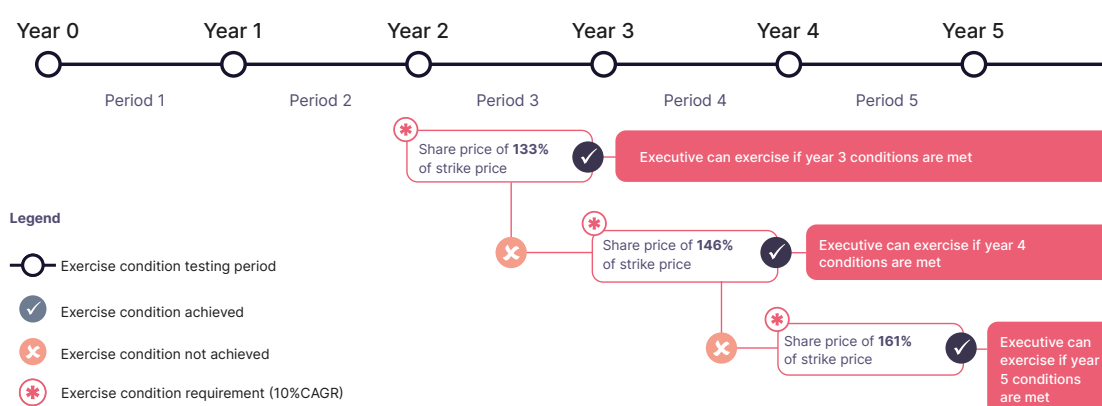 Year 0
Year 1
Year 2
Year 3
Year 4
Year 5
Period 1
Period 2
Period 3
Period 4
Period 5
Share price of 133%
of strike price
Executive can exercise if year 3 conditions are met
Legend
Exercise condition testing period
Exercise condition achieved
Exercise condition not achieved
Exercise condition requirement (10%CAGR)
Share price of 146%
of strike price
Executive can exercise if year 4
conditions are met
Share price of 161%
of strike price
Executive can
exercise if year
5 conditions
are met